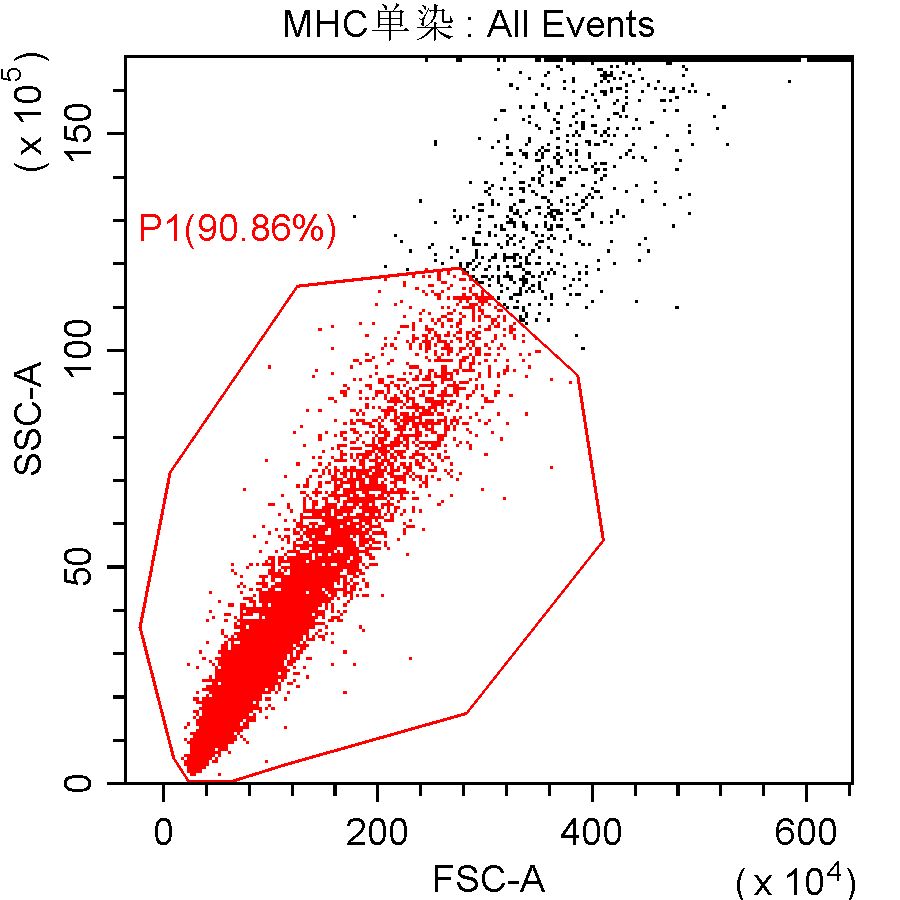 MHC单染 : All Events
(x 10⁵)
150
P1(90.86%)
100
SSC-A
50
0
0 200 400 600
FSC-A
(x 10⁴)